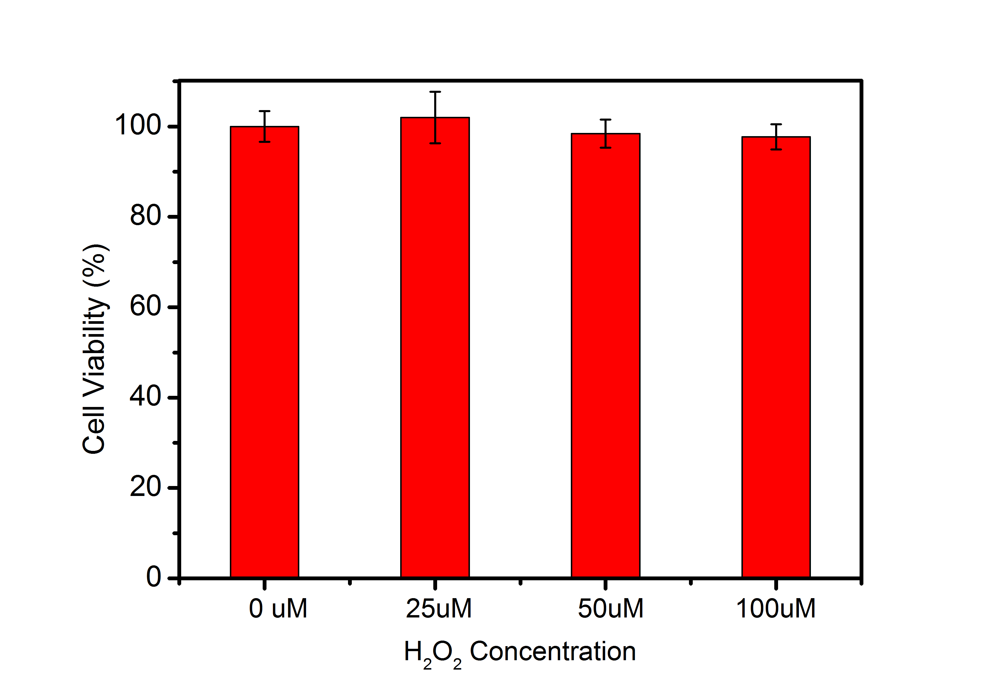 100
80
60
40
20
0
Cell Viability (%)
0 uM
25uM
50uM
100uM
H₂O₂ Concentration